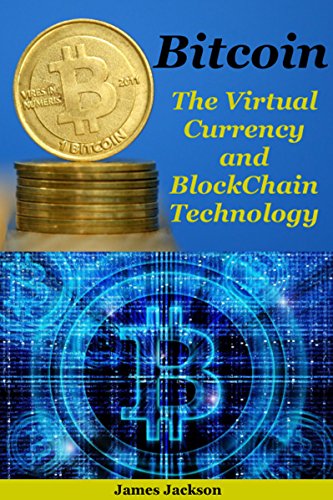 Bitcoin
VIRES IN NUMERIS
2011
1 BITCOIN
The Virtual
Currency
and
BlockChain
Technology
James Jackson